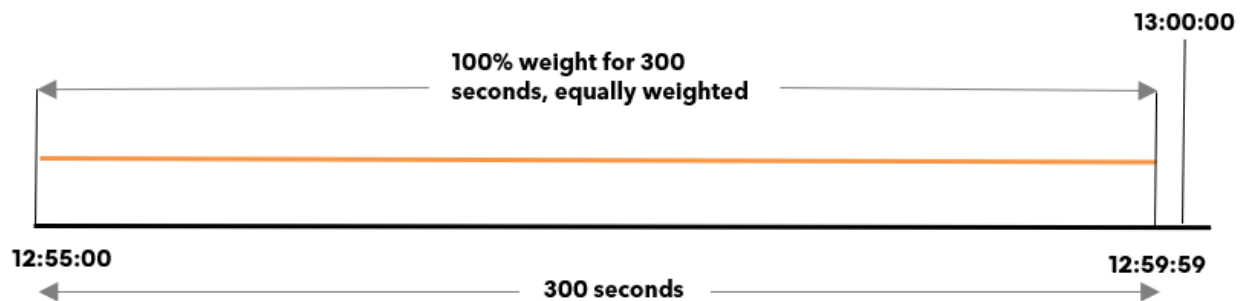 13:00:00
100% weight for 300
seconds, equally weighted
12:55:00
12:59:59
300 seconds